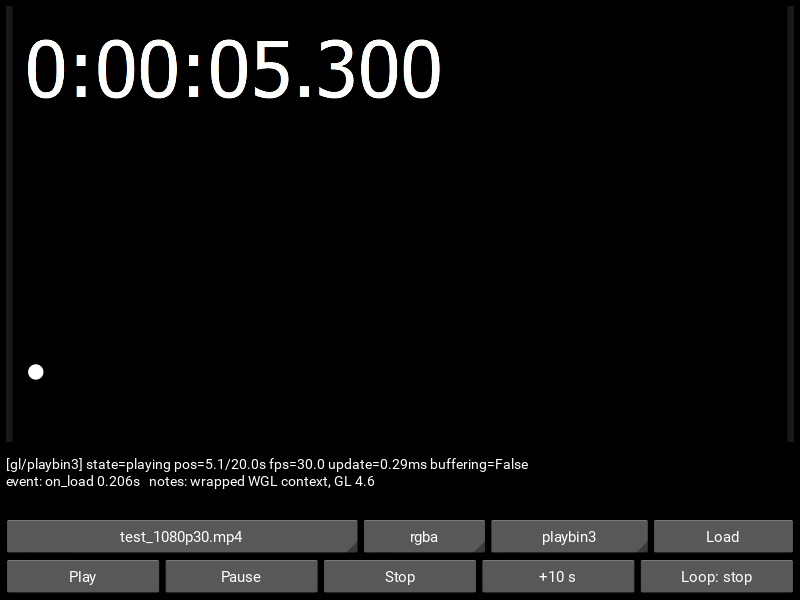 0:00:05.300
[gl/playbin3] state=playing pos=5.1/20.0s fps=30.0 update=0.29ms buffering=False
event: on_load 0.206s   notes: wrapped WGL context, GL 4.6
test_1080p30.mp4 rgba playbin3 Load
Play Pause Stop +10 s Loop: stop